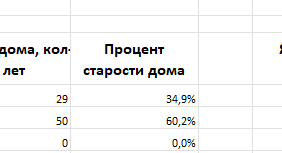 дома, кол- Процент
лет старости дома
29 34,9%
50 60,2%
0 0,0%